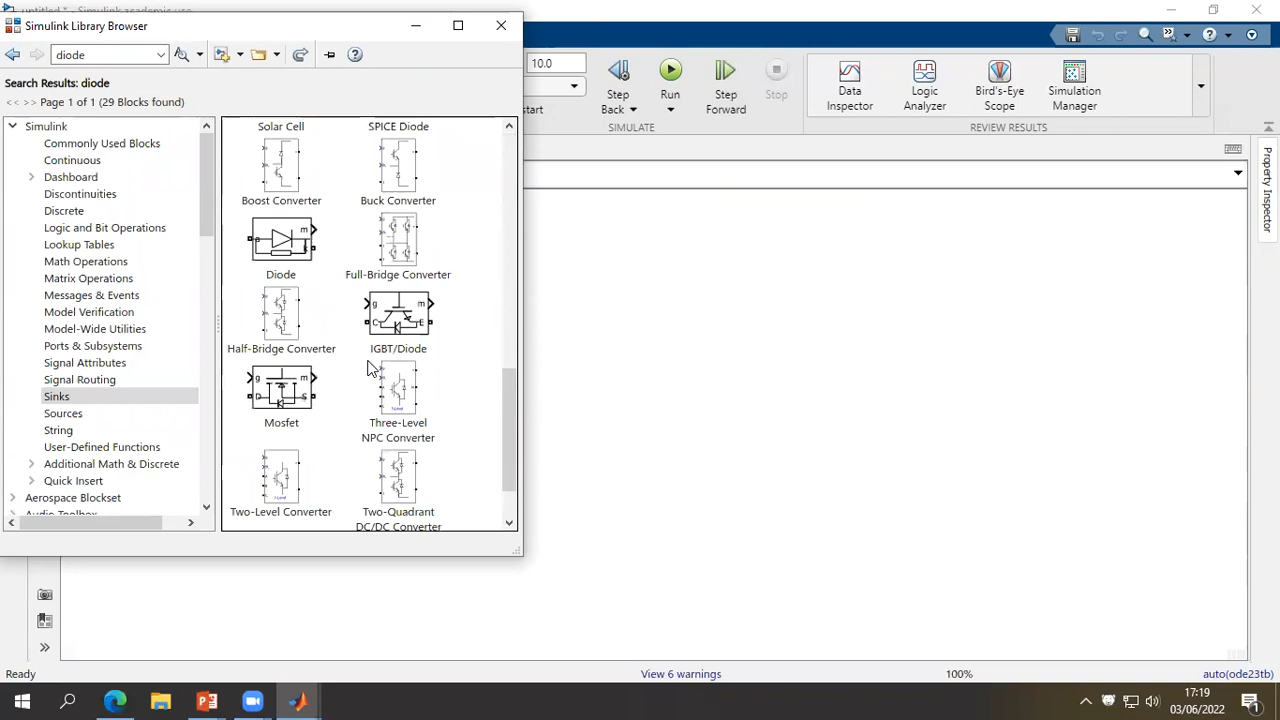 Simulink Library Browser
diode
Search Results: diode
<< >> Page 1 of 1 (29 Blocks found)
Simulink
Commonly Used Blocks
Continuous
Dashboard
Discontinuities
Discrete
Logic and Bit Operations
Lookup Tables
Math Operations
Matrix Operations
Messages & Events
Model Verification
Model-Wide Utilities
Ports & Subsystems
Signal Attributes
Signal Routing
Sinks
Sources
String
User-Defined Functions
Additional Math & Discrete
Quick Insert
Aerospace Blockset
Solar Cell
SPICE Diode
Boost Converter
Buck Converter
Diode
Full-Bridge Converter
Half-Bridge Converter
IGBT/Diode
Mosfet
Three-Level
NPC Converter
Two-Level Converter
Two-Quadrant
DC/DC Converter
10.0
Step
Back
Run
Step
Forward
Stop
SIMULATE
Data
Inspector
Logic
Analyzer
Bird's-Eye
Scope
Simulation
Manager
REVIEW RESULTS
Property Inspector
Ready
View 6 warnings
100%
auto(ode23tb)
17:19
03/06/2022